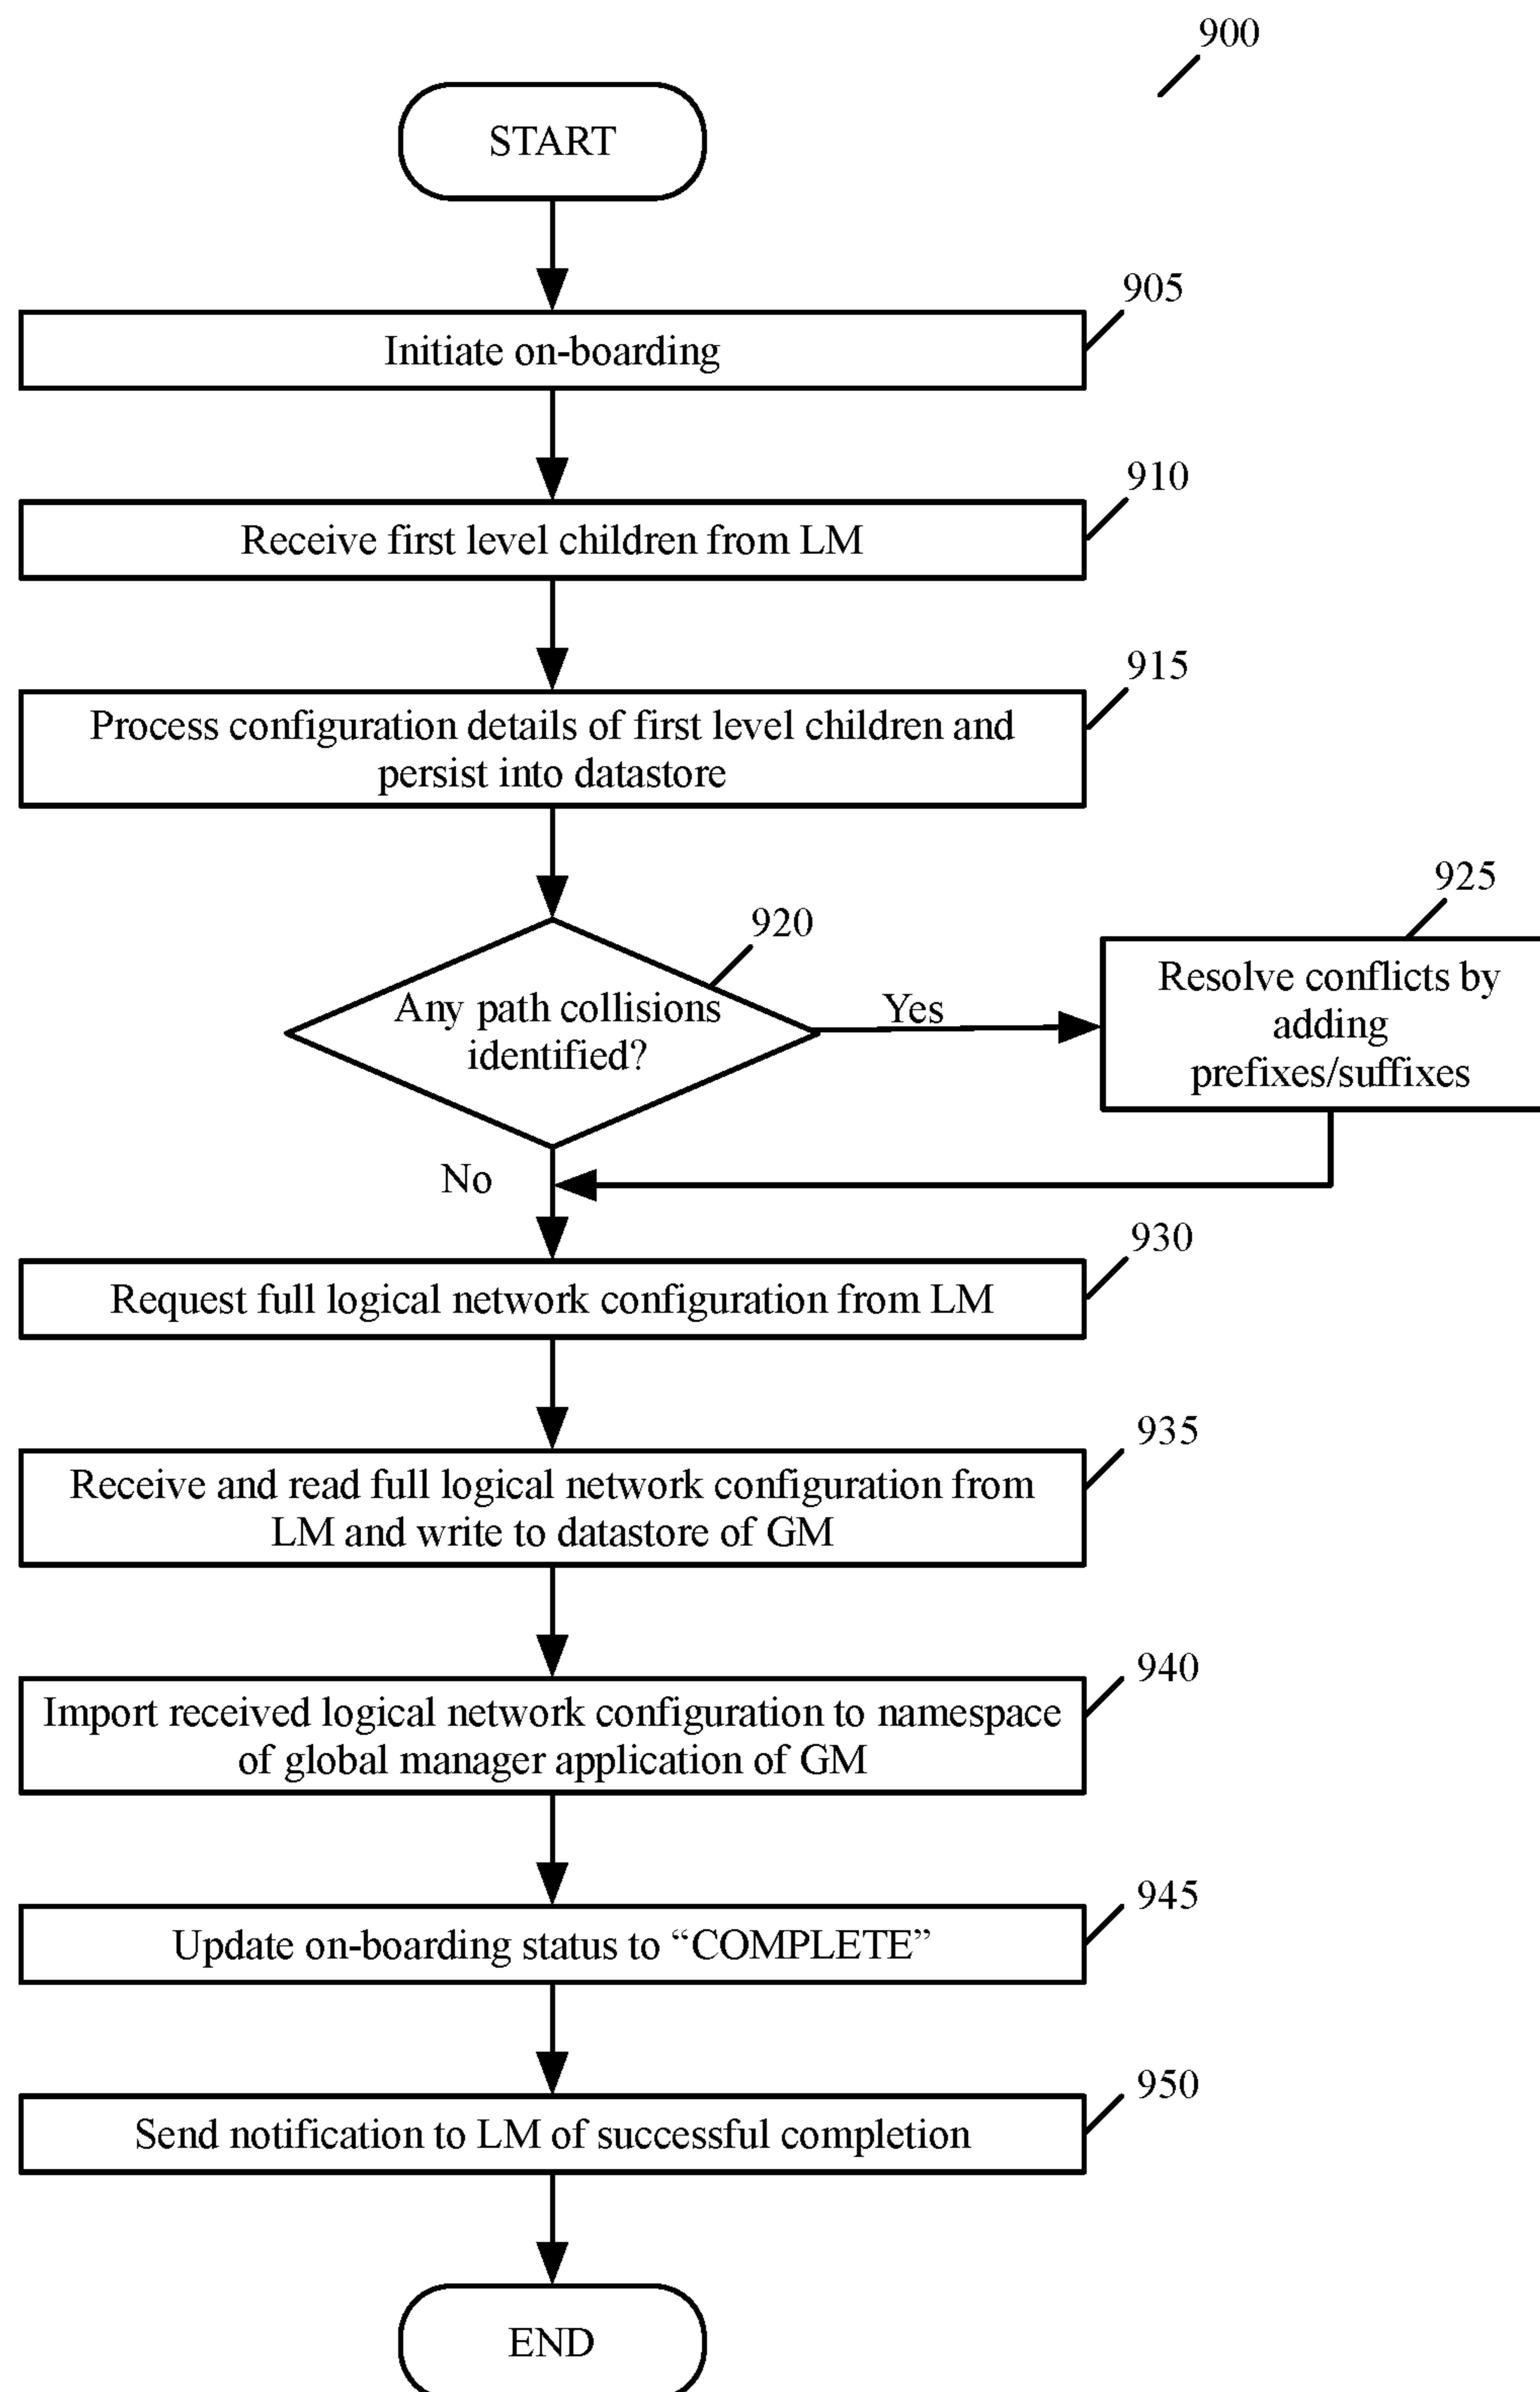 900
START
905
Initiate on-boarding
910
Receive first level children from LM
915
Process configuration details of first level children and
persist into datastore
920
Any path collisions
identified?
Yes
925
Resolve conflicts by
adding
prefixes/suffixes
No
930
Request full logical network configuration from LM
935
Receive and read full logical network configuration from
LM and write to datastore of GM
940
Import received logical network configuration to namespace
of global manager application of GM
945
Update on-boarding status to “COMPLETE”
950
Send notification to LM of successful completion
END